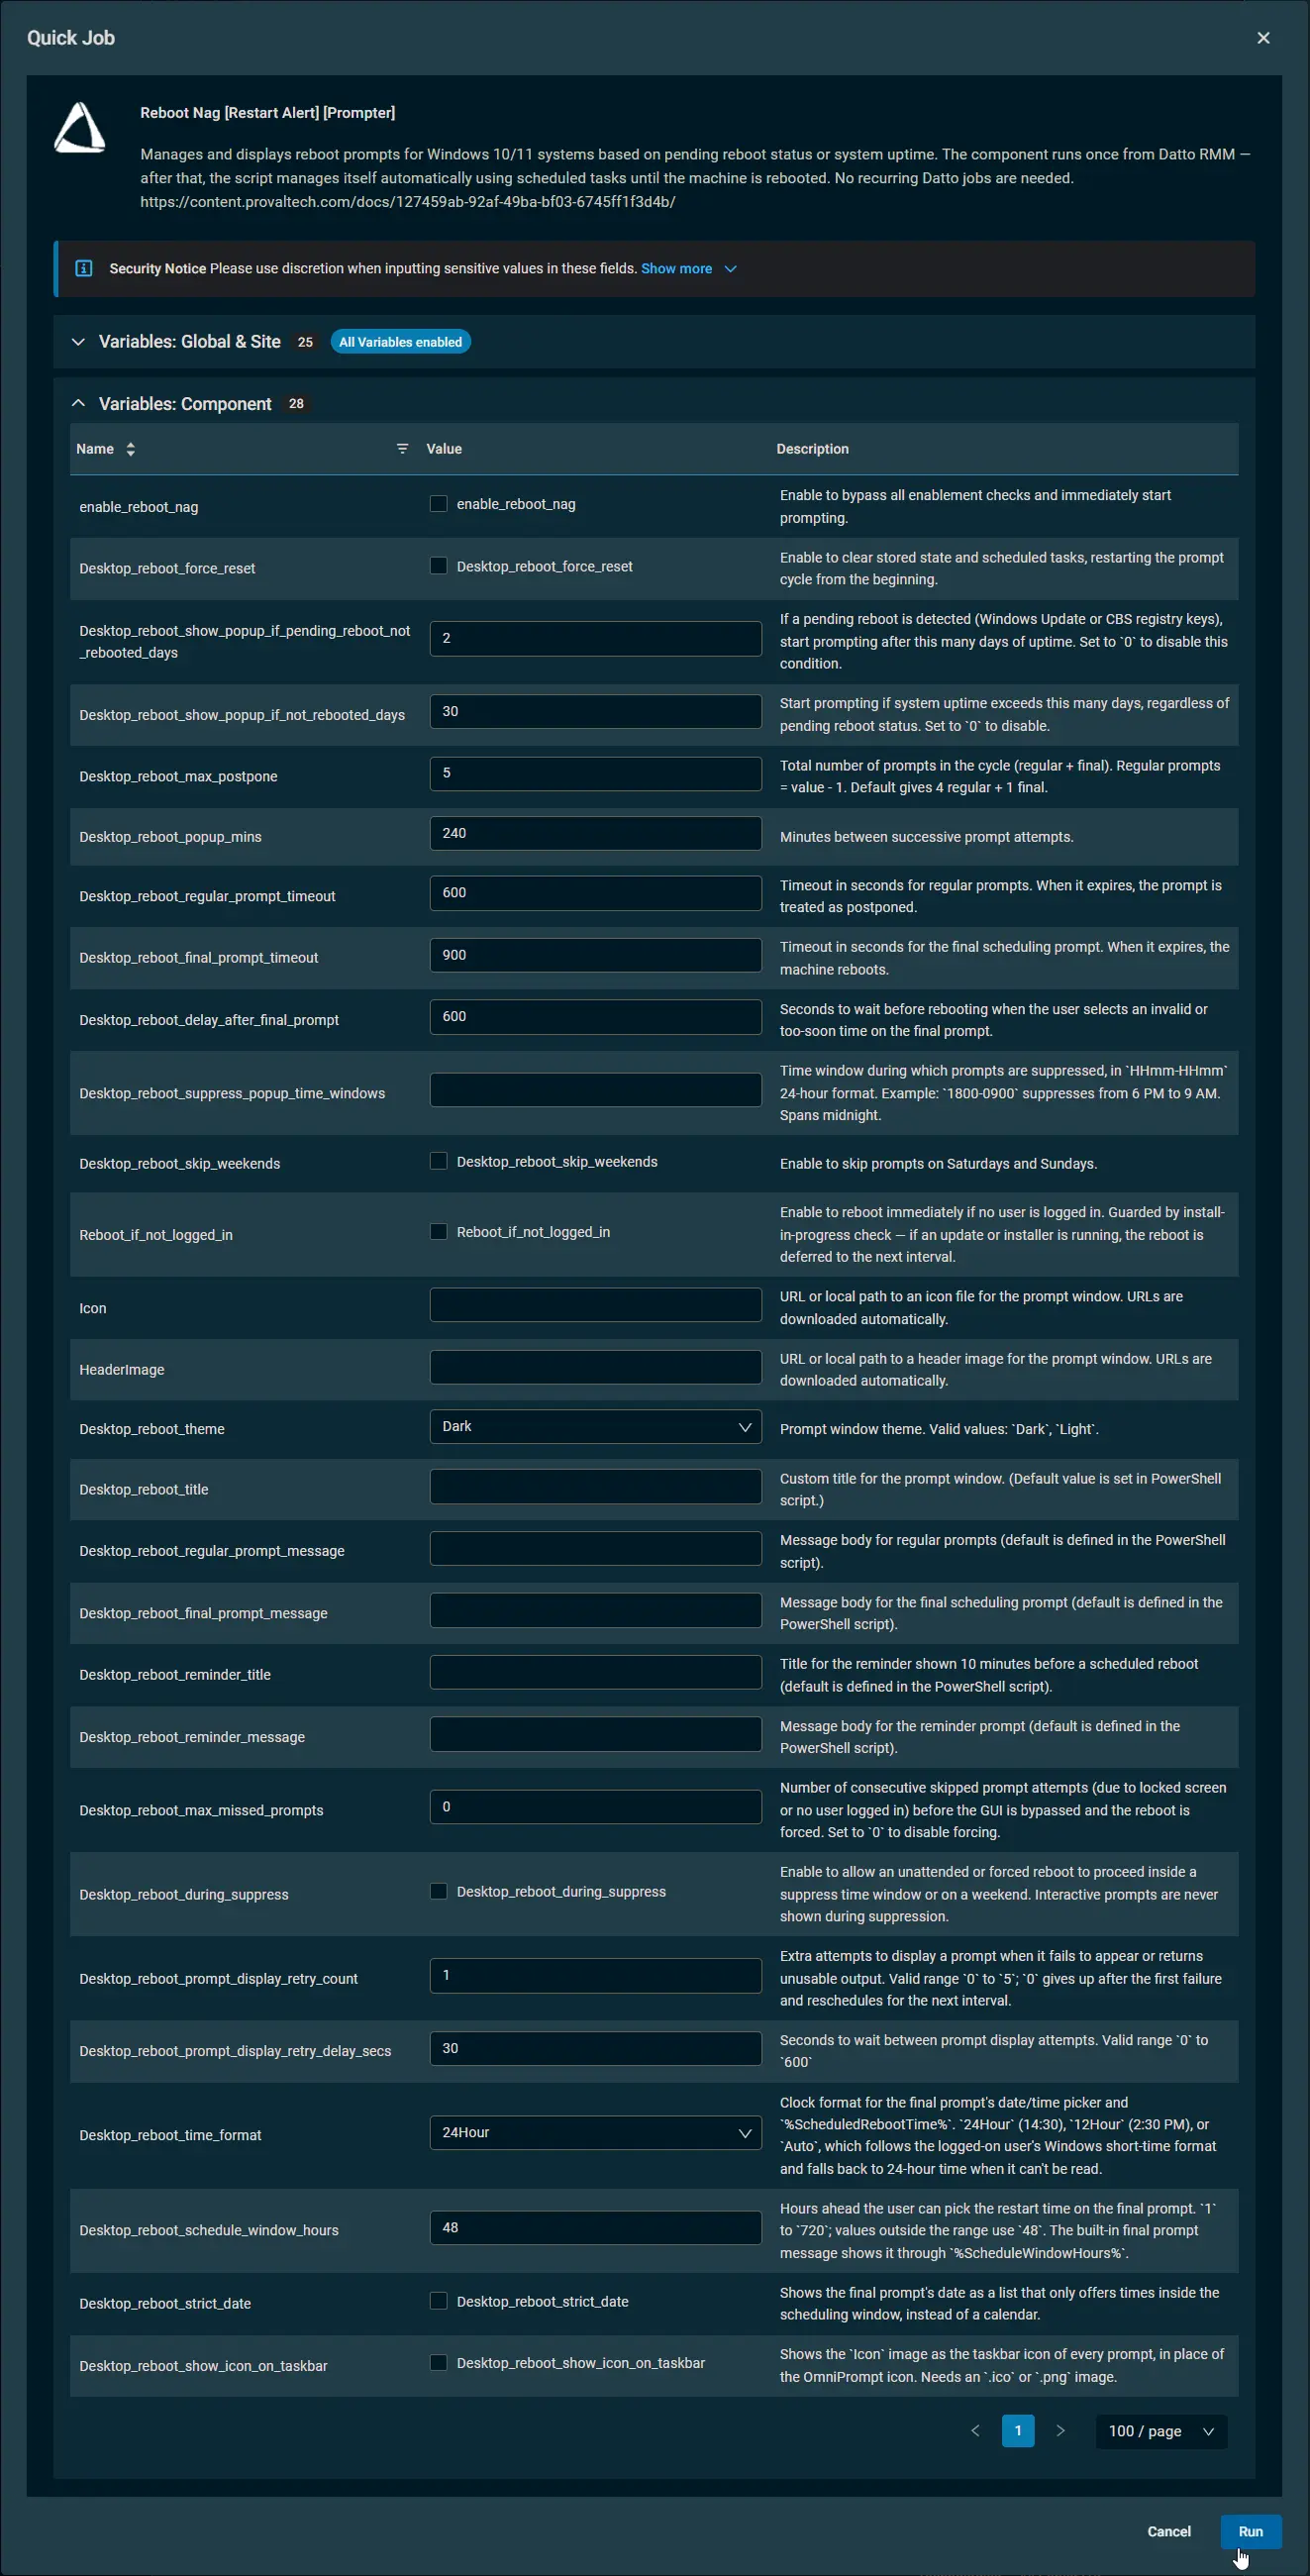 Quick Job
Reboot Nag [Restart Alert] [Prompter]
Manages and displays reboot prompts for Windows 10/11 systems based on pending reboot status or system uptime. The component runs once from Datto RMM —
after that, the script manages itself automatically using scheduled tasks until the machine is rebooted. No recurring Datto jobs are needed.
https://content.provaltech.com/docs/127459ab-92af-49ba-bf03-6745ff1f3d4b/
Security Notice Please use discretion when inputting sensitive values in these fields. Show more
Variables: Global & Site 25 All Variables enabled
Variables: Component 28
Name Value Description
enable_reboot_nag
enable_reboot_nag
Enable to bypass all enablement checks and immediately start
prompting.
Desktop_reboot_force_reset
Desktop_reboot_force_reset
Enable to clear stored state and scheduled tasks, restarting the prompt
cycle from the beginning.
Desktop_reboot_show_popup_if_pending_reboot_not
_rebooted_days
2
If a pending reboot is detected (Windows Update or CBS registry keys),
start prompting after this many days of uptime. Set to `0` to disable this
condition.
Desktop_reboot_show_popup_if_not_rebooted_days
30
Start prompting if system uptime exceeds this many days, regardless of
pending reboot status. Set to `0` to disable.
Desktop_reboot_max_postpone
5
Total number of prompts in the cycle (regular + final). Regular prompts
= value - 1. Default gives 4 regular + 1 final.
Desktop_reboot_popup_mins
240
Minutes between successive prompt attempts.
Desktop_reboot_regular_prompt_timeout
600
Timeout in seconds for regular prompts. When it expires, the prompt is
treated as postponed.
Desktop_reboot_final_prompt_timeout
900
Timeout in seconds for the final scheduling prompt. When it expires, the
machine reboots.
Desktop_reboot_delay_after_final_prompt
600
Seconds to wait before rebooting when the user selects an invalid or
too-soon time on the final prompt.
Desktop_reboot_suppress_popup_time_windows
Time window during which prompts are suppressed, in `HHmm-HHmm`
24-hour format. Example: `1800-0900` suppresses from 6 PM to 9 AM.
Spans midnight.
Desktop_reboot_skip_weekends
Desktop_reboot_skip_weekends
Enable to skip prompts on Saturdays and Sundays.
Reboot_if_not_logged_in
Reboot_if_not_logged_in
Enable to reboot immediately if no user is logged in. Guarded by install-
in-progress check — if an update or installer is running, the reboot is
deferred to the next interval.
Icon
URL or local path to an icon file for the prompt window. URLs are
downloaded automatically.
HeaderImage
URL or local path to a header image for the prompt window. URLs are
downloaded automatically.
Desktop_reboot_theme
Dark
Prompt window theme. Valid values: `Dark`, `Light`.
Desktop_reboot_title
Custom title for the prompt window. (Default value is set in PowerShell
script.)
Desktop_reboot_regular_prompt_message
Message body for regular prompts (default is defined in the PowerShell
script).
Desktop_reboot_final_prompt_message
Message body for the final scheduling prompt (default is defined in the
PowerShell script).
Desktop_reboot_reminder_title
Title for the reminder shown 10 minutes before a scheduled reboot
(default is defined in the PowerShell script).
Desktop_reboot_reminder_message
Message body for the reminder prompt (default is defined in the
PowerShell script).
Desktop_reboot_max_missed_prompts
0
Number of consecutive skipped prompt attempts (due to locked screen
or no user logged in) before the GUI is bypassed and the reboot is
forced. Set to `0` to disable forcing.
Desktop_reboot_during_suppress
Desktop_reboot_during_suppress
Enable to allow an unattended or forced reboot to proceed inside a
suppress time window or on a weekend. Interactive prompts are never
shown during suppression.
Desktop_reboot_prompt_display_retry_count
1
Extra attempts to display a prompt when it fails to appear or returns
unusable output. Valid range `0` to `5`; `0` gives up after the first failure
and reschedules for the next interval.
Desktop_reboot_prompt_display_retry_delay_secs
30
Seconds to wait between prompt display attempts. Valid range `0` to
`600`
Desktop_reboot_time_format
24Hour
Clock format for the final prompt's date/time picker and
`%ScheduledRebootTime%`. `24Hour` (14:30), `12Hour` (2:30 PM), or
`Auto`, which follows the logged-on user's Windows short-time format
and falls back to 24-hour time when it can't be read.
Desktop_reboot_schedule_window_hours
48
Hours ahead the user can pick the restart time on the final prompt. `1`
to `720`; values outside the range use `48`. The built-in final prompt
message shows it through `%ScheduleWindowHours%`.
Desktop_reboot_strict_date
Desktop_reboot_strict_date
Shows the final prompt's date as a list that only offers times inside the
scheduling window, instead of a calendar.
Desktop_reboot_show_icon_on_taskbar
Desktop_reboot_show_icon_on_taskbar
Shows the `Icon` image as the taskbar icon of every prompt, in place of
the OmniPrompt icon. Needs an `.ico` or `.png` image.
1
100 / page
Cancel
Run